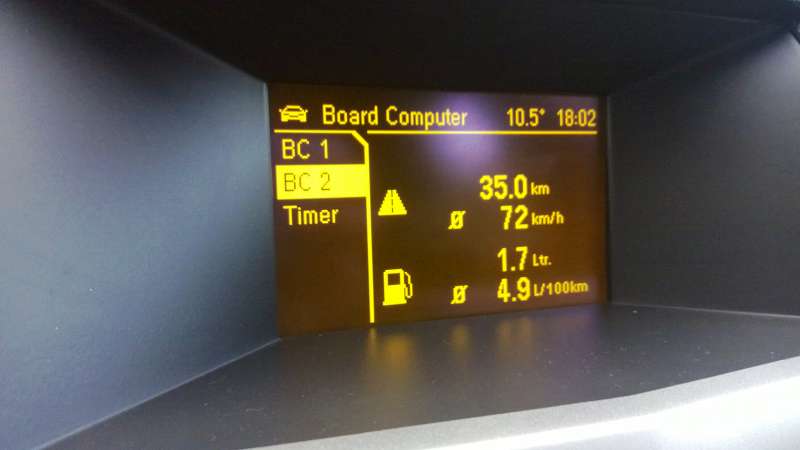 Board Computer 10.5° 18:02
BC 1
BC 2
Timer
35.0 km
Ø 72 km/h
1.7 Ltr.
Ø 4.9 L/100km